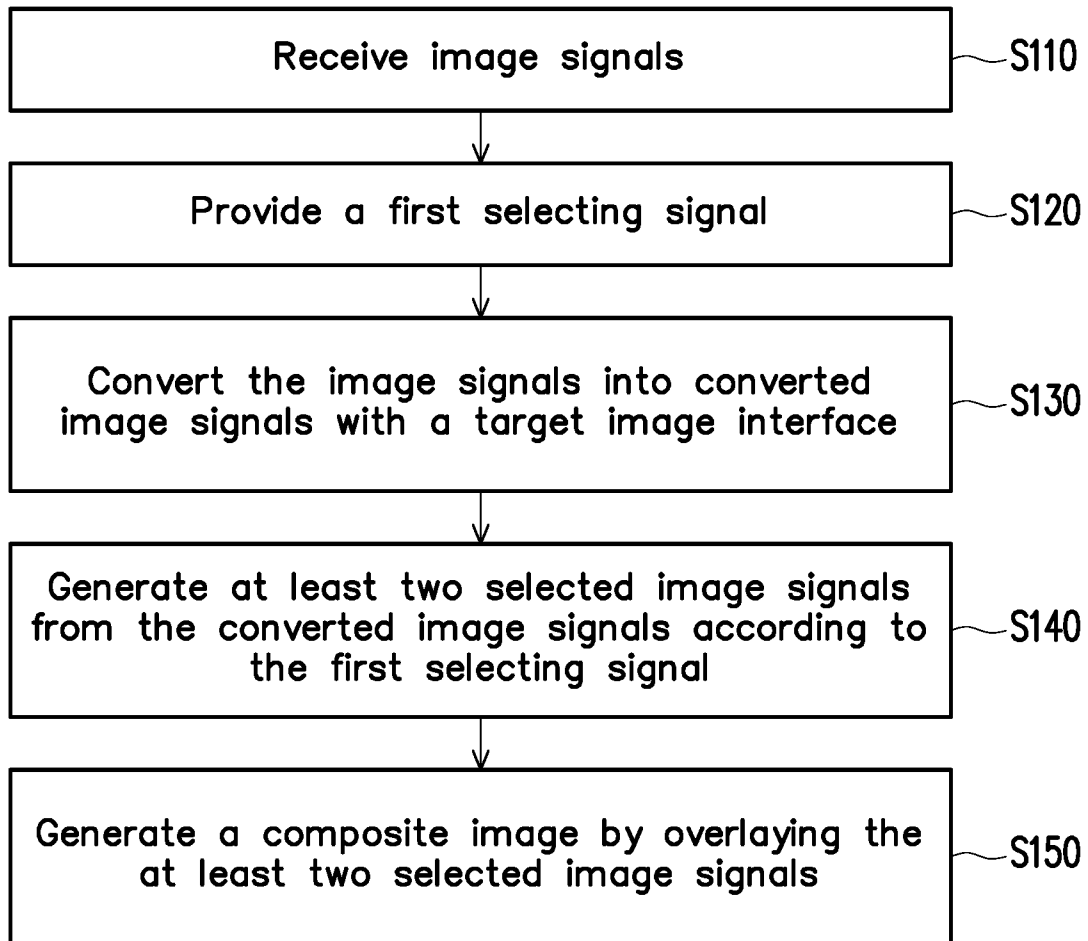 Receive image signals
S110
Provide a first selecting signal
S120
Convert the image signals into converted
image signals with a target image interface
S130
Generate at least two selected image signals
from the converted image signals according to
the first selecting signal
S140
Generate a composite image by overlaying the
at least two selected image signals
S150